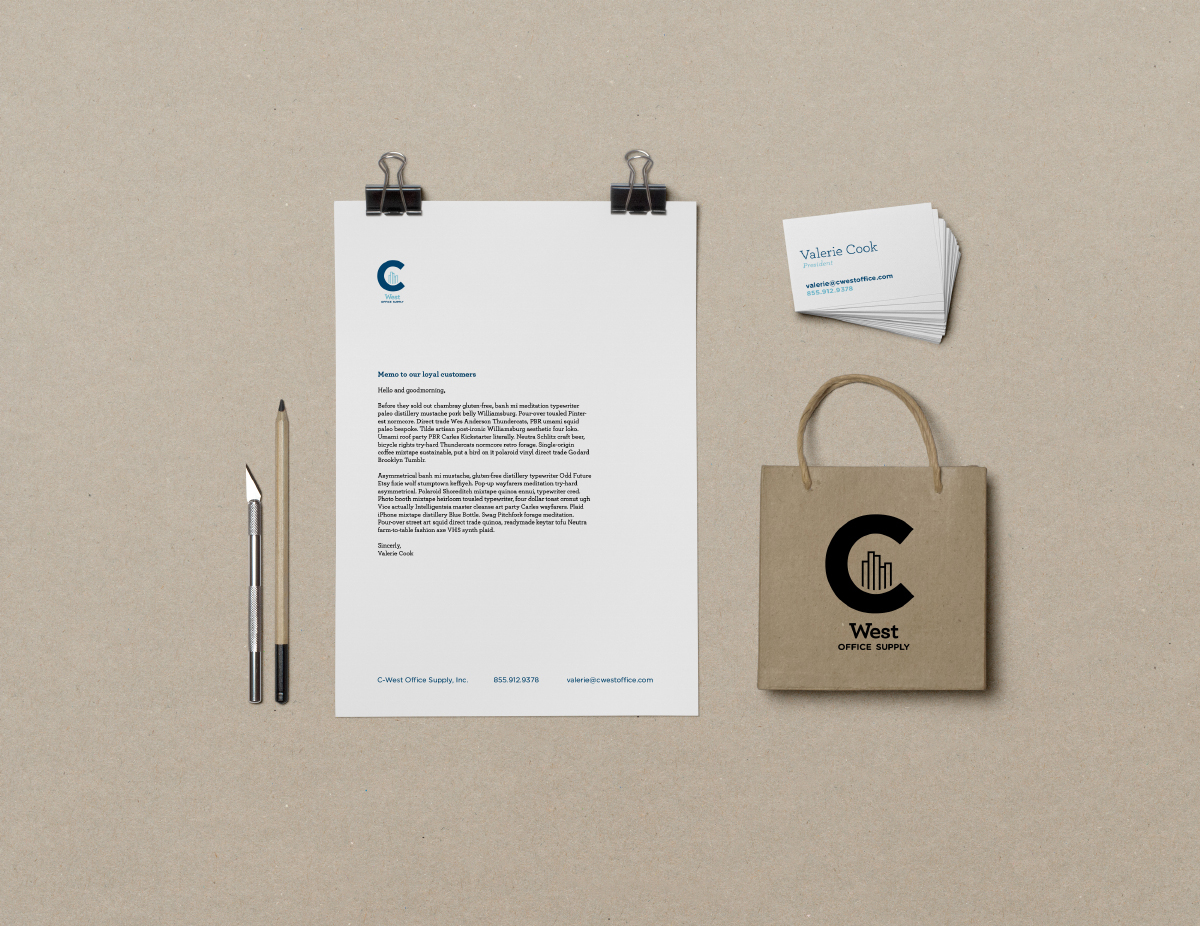 C
West
OFFICE SUPPLY
Memo to our loyal customers
Hello and goodmorning,
Before they sold out chambray gluten-free, banh mi meditation typewriter
paleo distillery mustache pork belly Williamsburg. Pour-over tousled Pinter-
est normcore. Direct trade Wes Anderson Thundercats, PBR umami squid
paleo bespoke. Tilde artisan post-ironic Williamsburg aesthetic four loko.
Umami roof party PBR Carles Kickstarter literally. Neutra Schlitz craft beer,
bicycle rights try-hard Thundercats normcore retro forage. Single-origin
coffee mixtape sustainable, put a bird on it polaroid vinyl direct trade Godard
Brooklyn Tumblr.
Asymmetrical banh mi mustache, gluten-free distillery typewriter Odd Future
Etsy fixie wolf stumptown keffiyeh. Pop-up wayfarers meditation try-hard
asymmetrical. Polaroid Shoreditch mixtape quinoa ennui, typewriter cred.
Photo booth mixtape heirloom tousled typewriter, four dollar toast cronut ugh
Vice actually Intelligentsia master cleanse art party Carles wayfarers. Plaid
iPhone mixtape distillery Blue Bottle. Swag Pitchfork forage meditation.
Pour-over street art squid direct trade quinoa, readymade keytar tofu Neutra
farm-to-table fashion axe VHS synth plaid.
Sincerely,
Valerie Cook
C-West Office Supply, Inc. 855.912.9378 valerie@cwestoffice.com
Valerie Cook
President
valerie@cwestoffice.com
855.912.9378
C
West
OFFICE SUPPLY